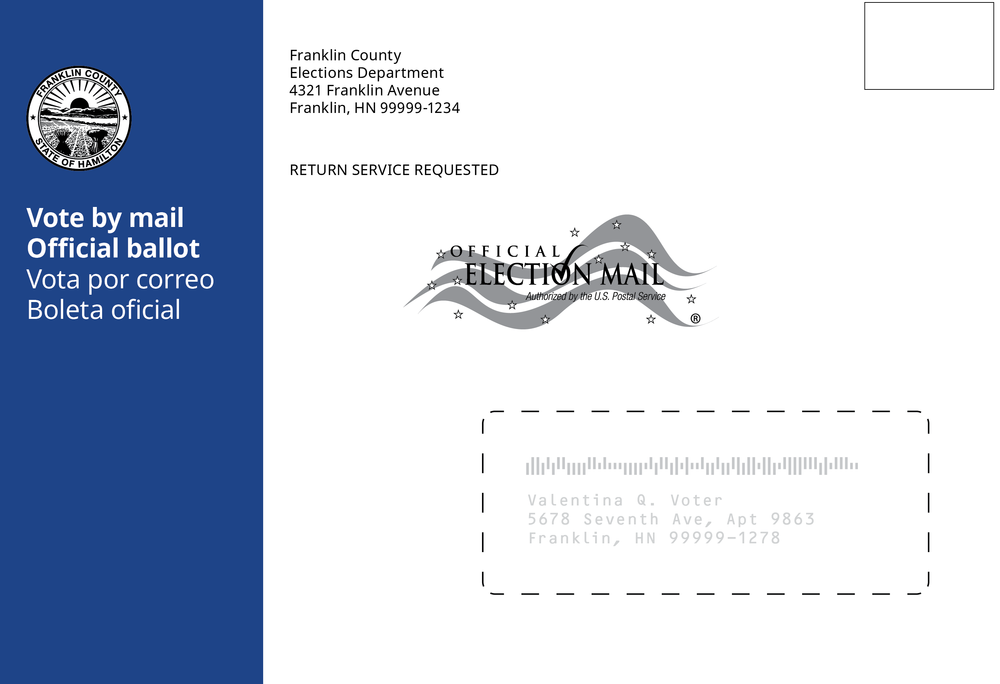 FRANKLIN COUNTY
STATE OF HAMILTON
Vote by mail
Official ballot
Vota por correo
Boleta oficial
Franklin County
Elections Department
4321 Franklin Avenue
Franklin, HN 99999-1234
RETURN SERVICE REQUESTED
OFFICIAL
ELECTION MAIL
Authorized by the U.S. Postal Service
®
Valentina Q. Voter
5678 Seventh Ave, Apt 9863
Franklin, HN 99999-1278